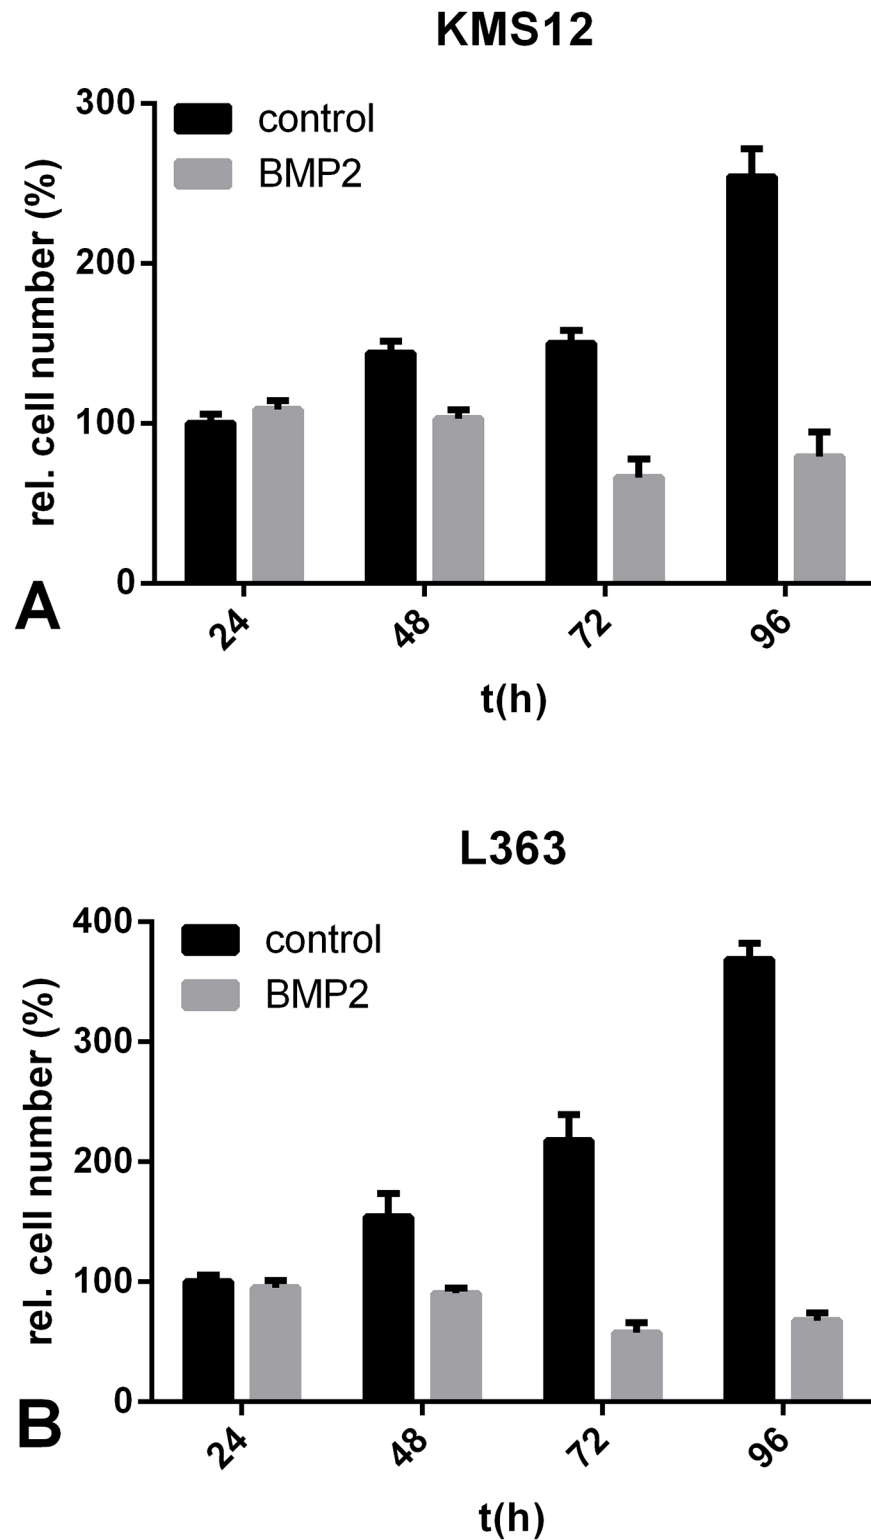 KMS12
300
control
BMP2
200
100
0
rel. cell number (%)
24
48
72
96
t(h)
A
L363
400
control
BMP2
300
200
100
0
rel. cell number (%)
24
48
72
96
t(h)
B